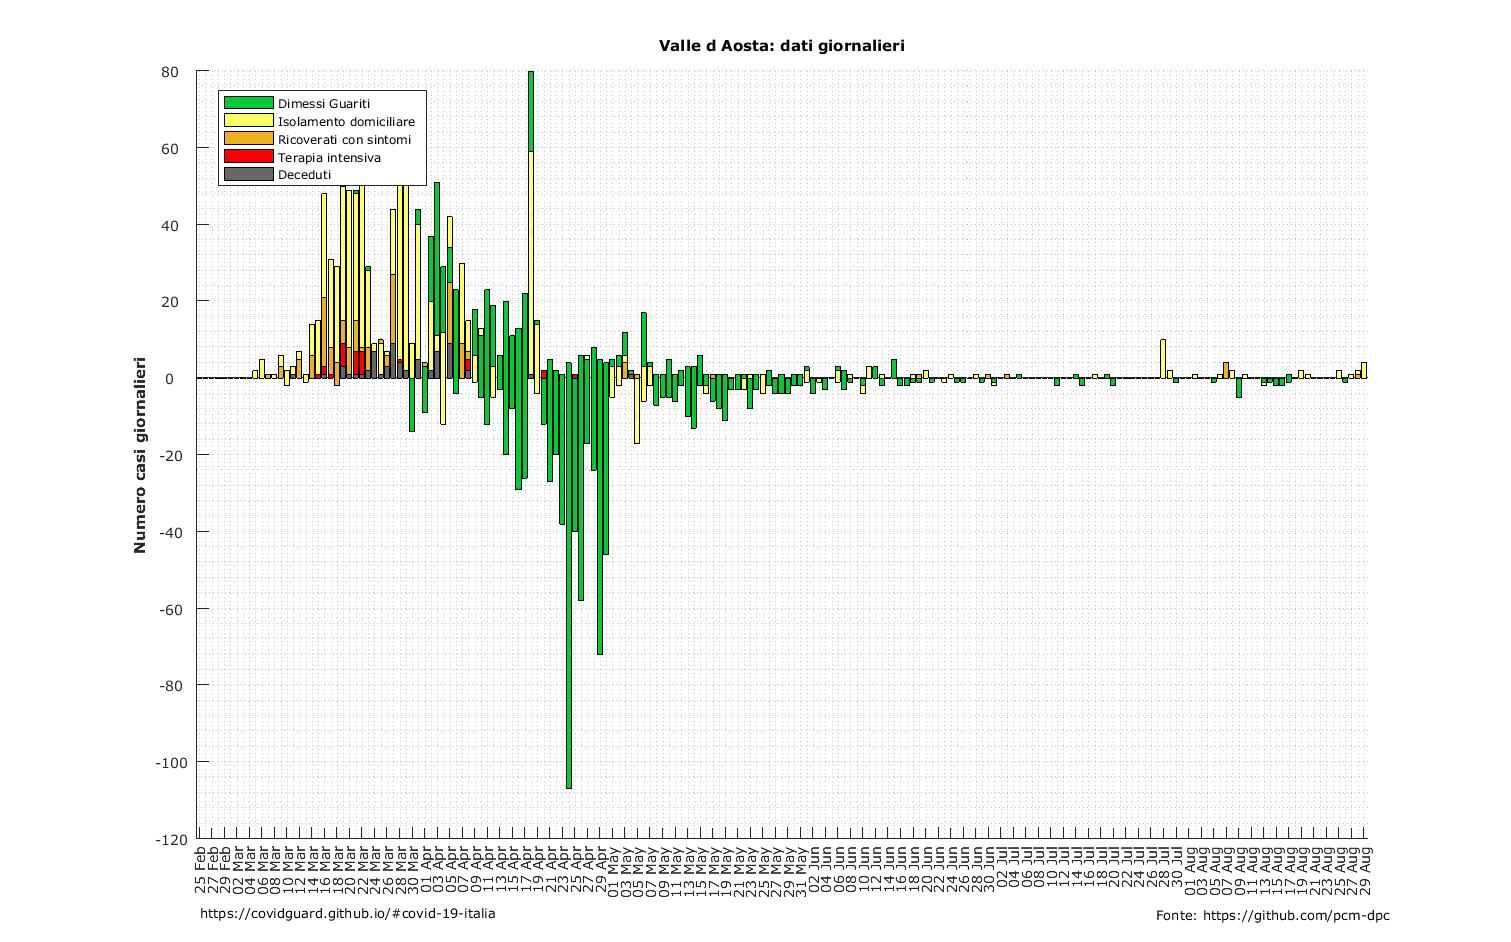 Valle d Aosta: dati giornalieri
Numero casi giornalieri
80
60
40
20
0
-20
-40
-60
-80
-100
-120
Dimessi Guariti
Isolamento domiciliare
Ricoverati con sintomi
Terapia intensiva
Deceduti
25 Feb
27 Feb
29 Feb
02 Mar
04 Mar
06 Mar
08 Mar
10 Mar
12 Mar
14 Mar
16 Mar
18 Mar
20 Mar
22 Mar
24 Mar
26 Mar
28 Mar
30 Mar
01 Apr
03 Apr
05 Apr
07 Apr
09 Apr
11 Apr
13 Apr
15 Apr
17 Apr
19 Apr
21 Apr
23 Apr
25 Apr
27 Apr
29 Apr
01 May
03 May
05 May
07 May
09 May
11 May
13 May
15 May
17 May
19 May
21 May
23 May
25 May
27 May
29 May
31 May
02 Jun
04 Jun
06 Jun
08 Jun
10 Jun
12 Jun
14 Jun
16 Jun
18 Jun
20 Jun
22 Jun
24 Jun
26 Jun
28 Jun
30 Jun
02 Jul
04 Jul
06 Jul
08 Jul
10 Jul
12 Jul
14 Jul
16 Jul
18 Jul
20 Jul
22 Jul
24 Jul
26 Jul
28 Jul
30 Jul
01 Aug
03 Aug
05 Aug
07 Aug
09 Aug
11 Aug
13 Aug
15 Aug
17 Aug
19 Aug
21 Aug
23 Aug
25 Aug
27 Aug
29 Aug
https://covidguard.github.io/#covid-19-italia
Fonte: https://github.com/pcm-dpc